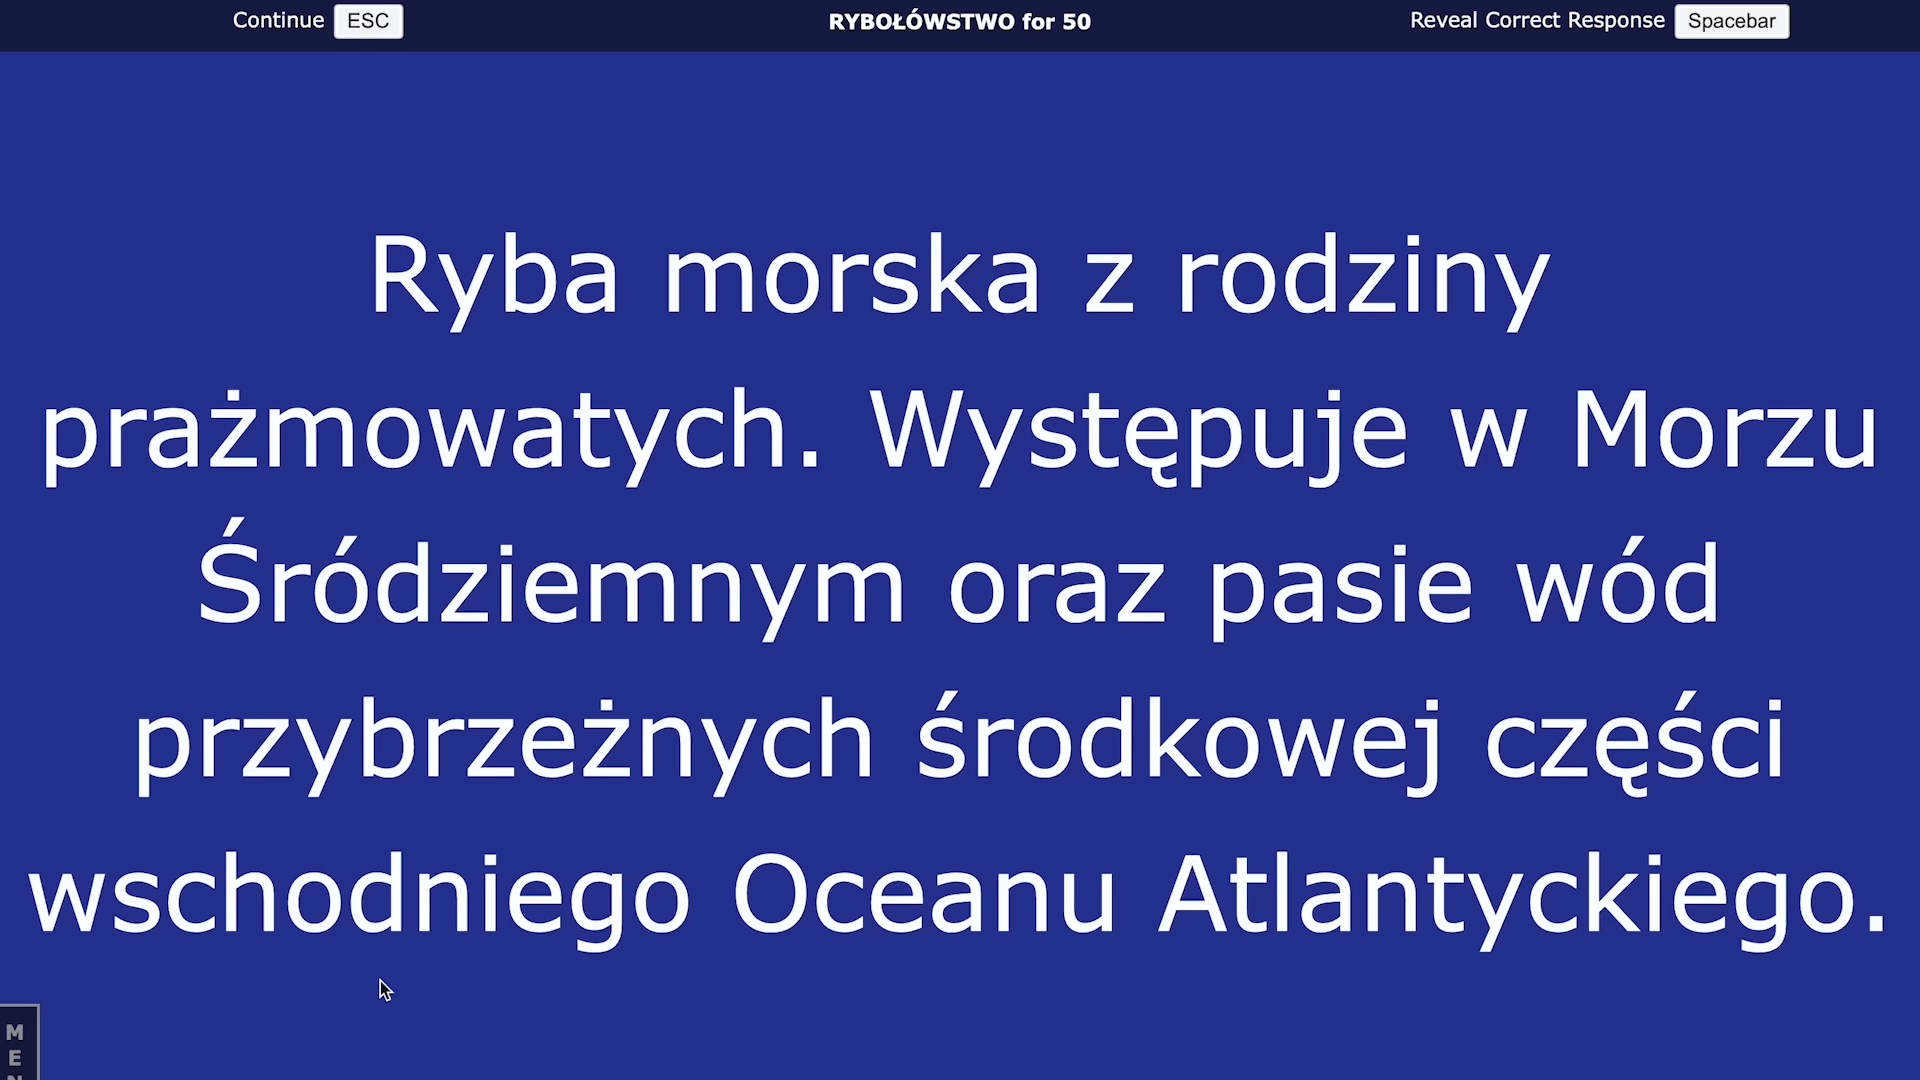 Continue ESC RYBOŁÓWSTWO for 50 Reveal Correct Response Spacebar
Ryba morska z rodziny
prażmowatych. Występuje w Morzu
Śródziemnym oraz pasie wód
przybrzeżnych środkowej części
wschodniego Oceanu Atlantyckiego.
M
E